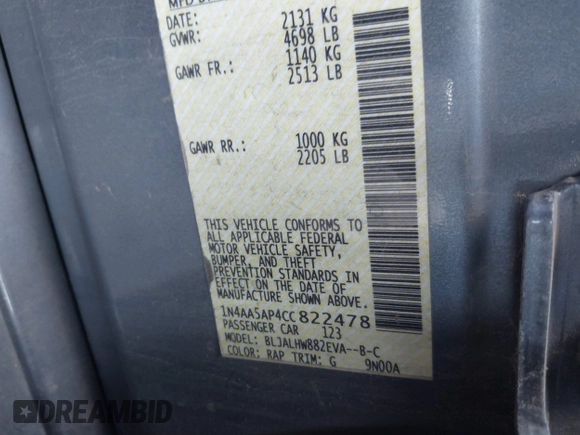 DATE:
GVWR: 2131 KG
4698 LB
GAWR FR.: 1140 KG
2513 LB
GAWR RR.: 1000 KG
2205 LB
THIS VEHICLE CONFORMS TO
ALL APPLICABLE FEDERAL
MOTOR VEHICLE SAFETY,
BUMPER, AND THEFT
PREVENTION STANDARDS IN
EFFECT ON THE DATE OF
MANUFACTURE SHOWN ABOVE.
1N4AA5AP4CC822478
PASSENGER CAR 123
MODEL: BLJALHW882EVA--B-C
COLOR: RAP TRIM: G 9N00A
DREAMBID